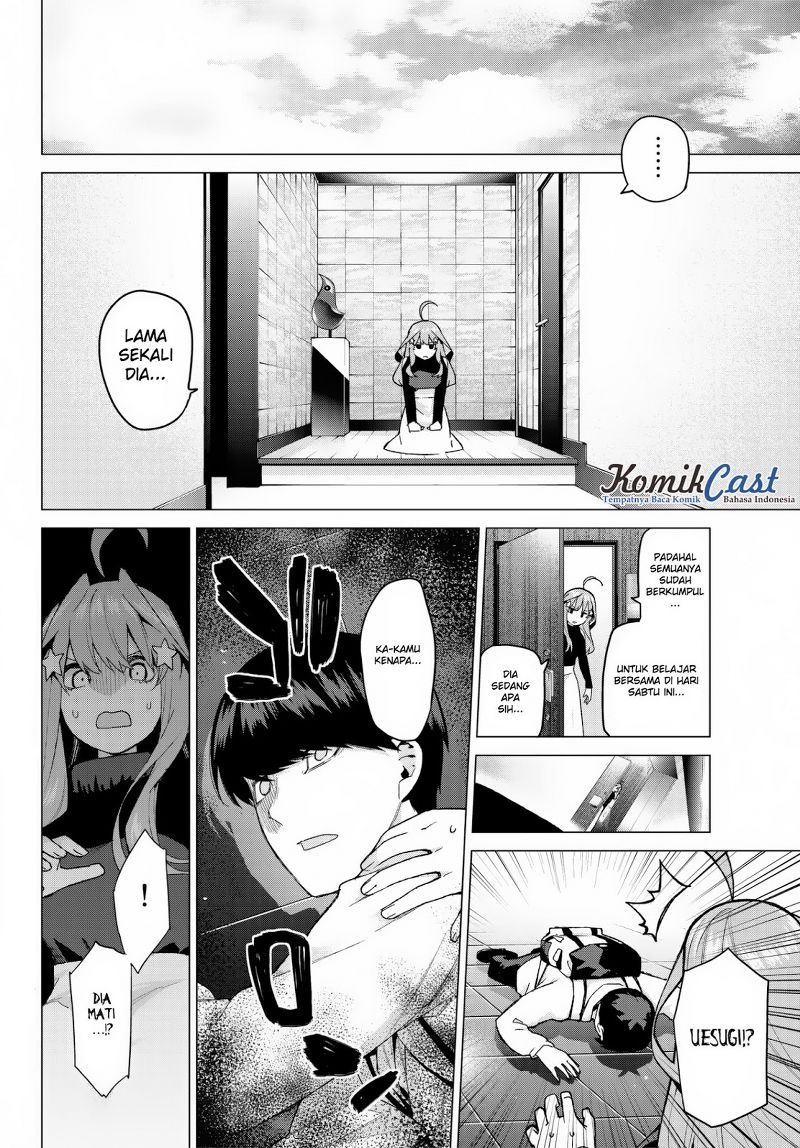 ......
LAMA
SEKALI
DIA...
KomikCast
Tempatnya Baca Komik Bahasa Indonesia
PADAHAL
SEMUANYA
SUDAH
BERKUMPUL
...
UNTUK BELAJAR
BERSAMA DI HARI
SABTU INI...
DIA
SEDANG
APA
SIH...
UESUGI!?
KA-KAMU
KENAPA...
!
DIA
MATI
...!?